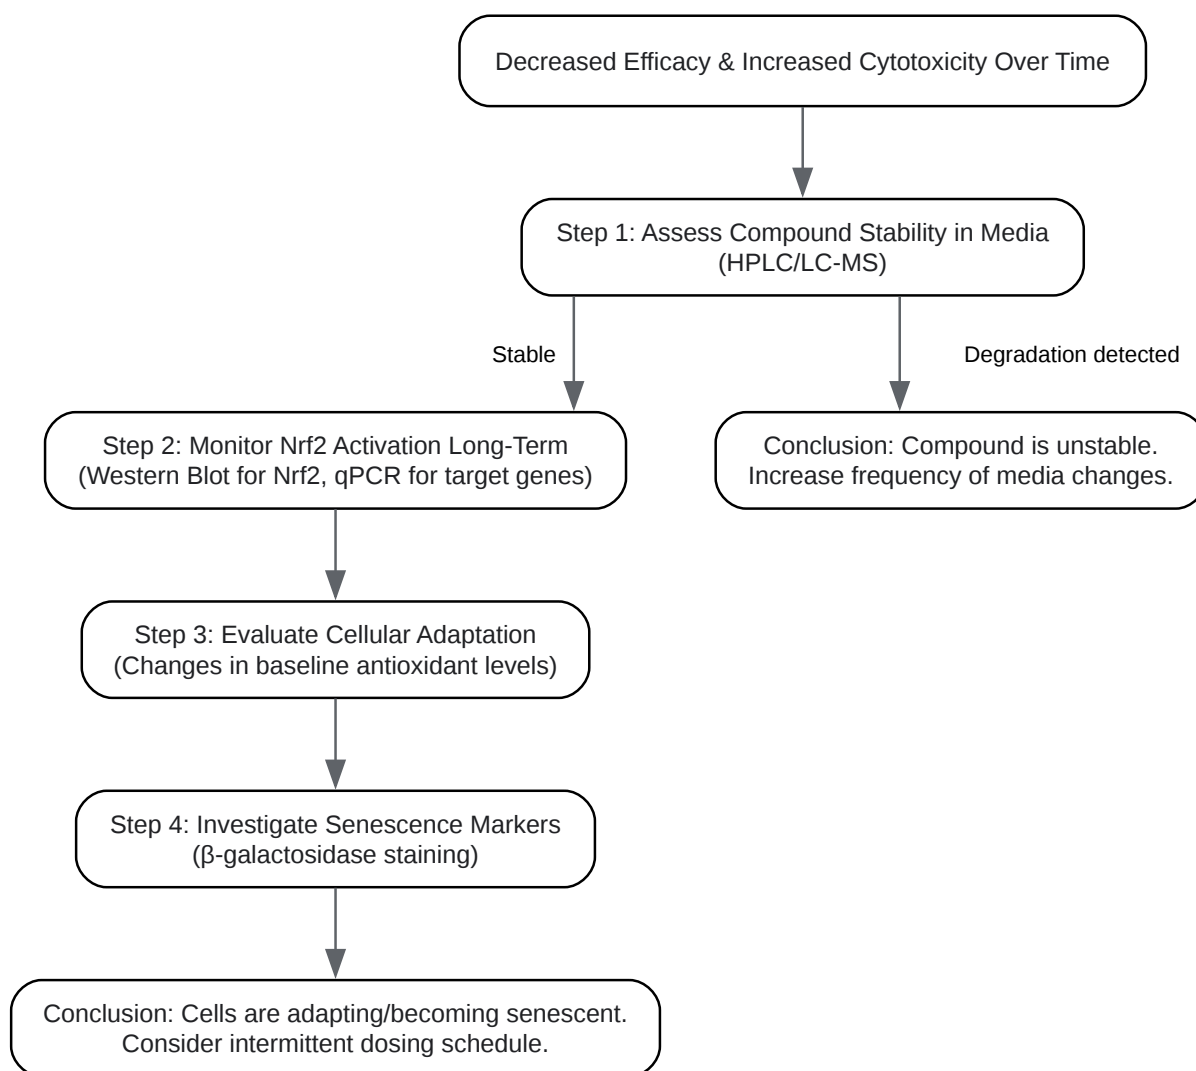 Decreased Efficacy & Increased Cytotoxicity Over Time
Step 1: Assess Compound Stability in Media
(HPLC/LC-MS)
Stable
Degradation detected
Step 2: Monitor Nrf2 Activation Long-Term
(Western Blot for Nrf2, qPCR for target genes)
Conclusion: Compound is unstable.
Increase frequency of media changes.
Step 3: Evaluate Cellular Adaptation
(Changes in baseline antioxidant levels)
Step 4: Investigate Senescence Markers
(β-galactosidase staining)
Conclusion: Cells are adapting/becoming senescent.
Consider intermittent dosing schedule.